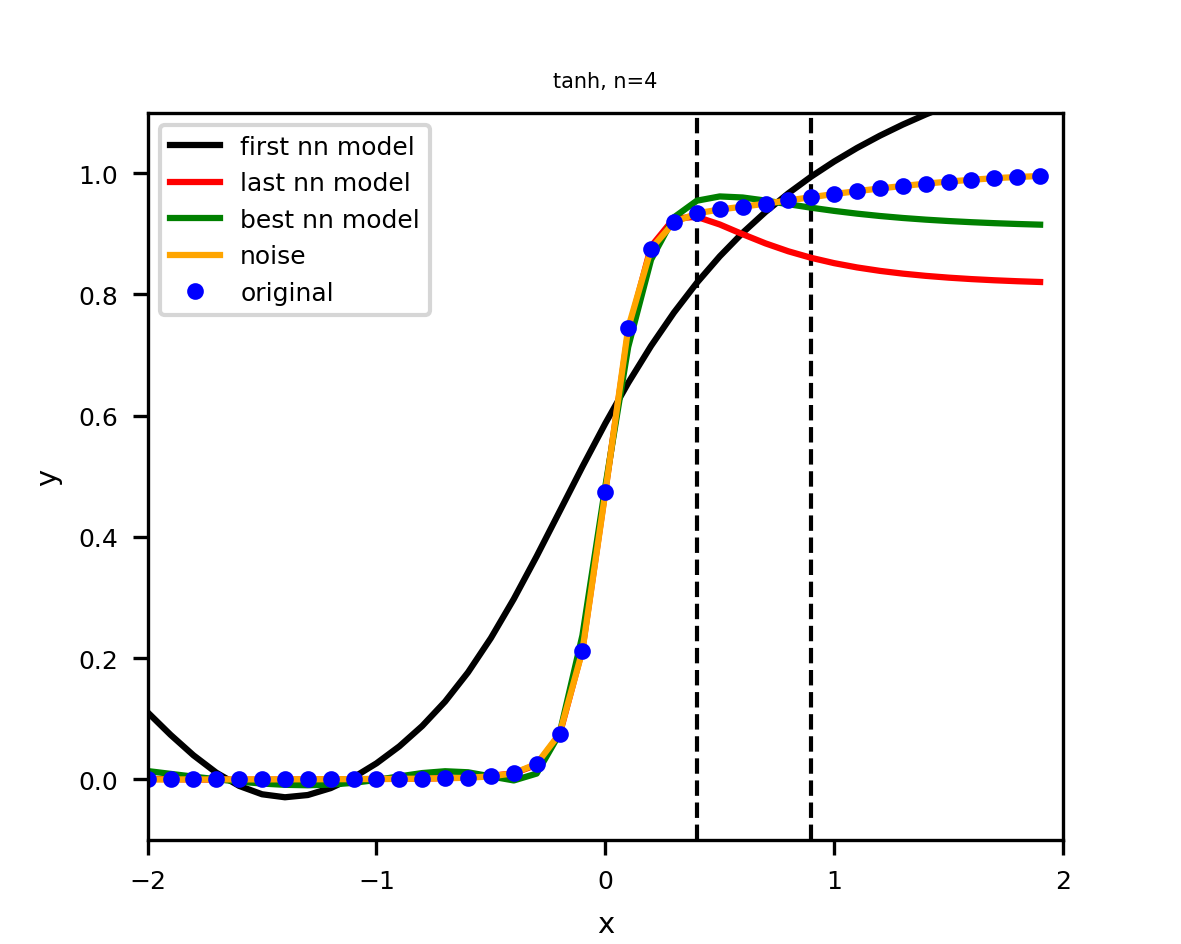 tanh, n=4
first nn model
last nn model
best nn model
noise
original
1.0
0.8
0.6
0.4
0.2
0.0
y
−2
−1
0
1
2
x